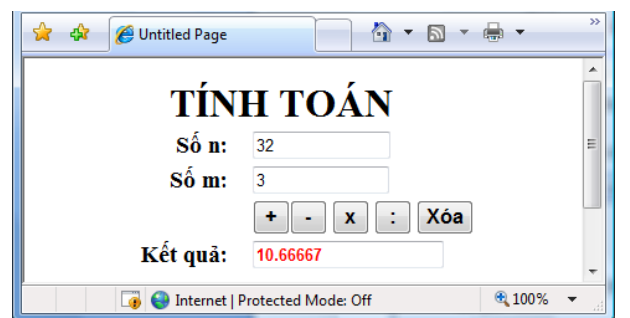 Untitled Page
»
TÍNH TOÁN
Số n: 32
Số m: 3
+ - x : Xóa
Kết quả: 10.66667
Internet | Protected Mode: Off 100%